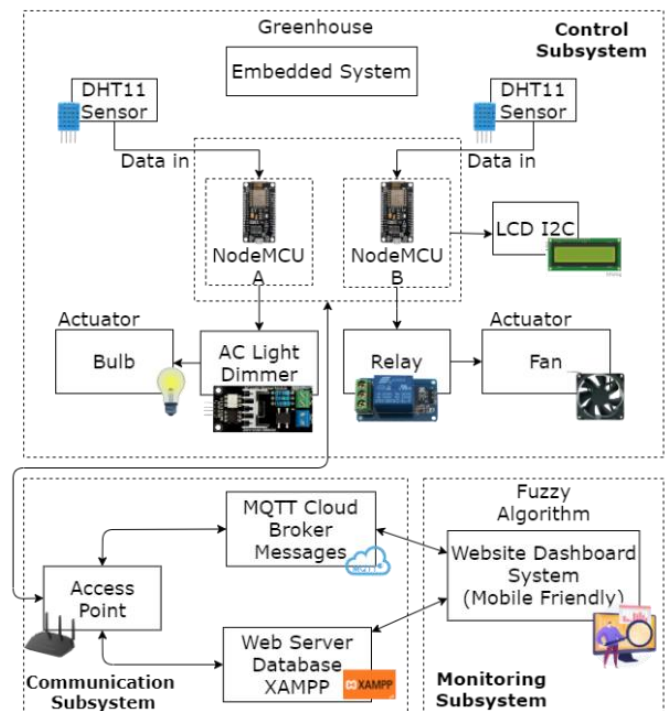 Greenhouse
Control
Subsystem
Embedded System
DHT11
Sensor
DHT11
Sensor
Data in
Data in
NodeMCU
A
NodeMCU
B
LCD I2C
Actuator
Bulb
AC Light
Dimmer
Relay
Actuator
Fan
MQTT Cloud
Broker
Messages
MQTT
Access
Point
Web Server
Database
XAMPP
XAMPP
Communication
Subsystem
Fuzzy
Algorithm
Website Dashboard
System
(Mobile Friendly)
Monitoring
Subsystem